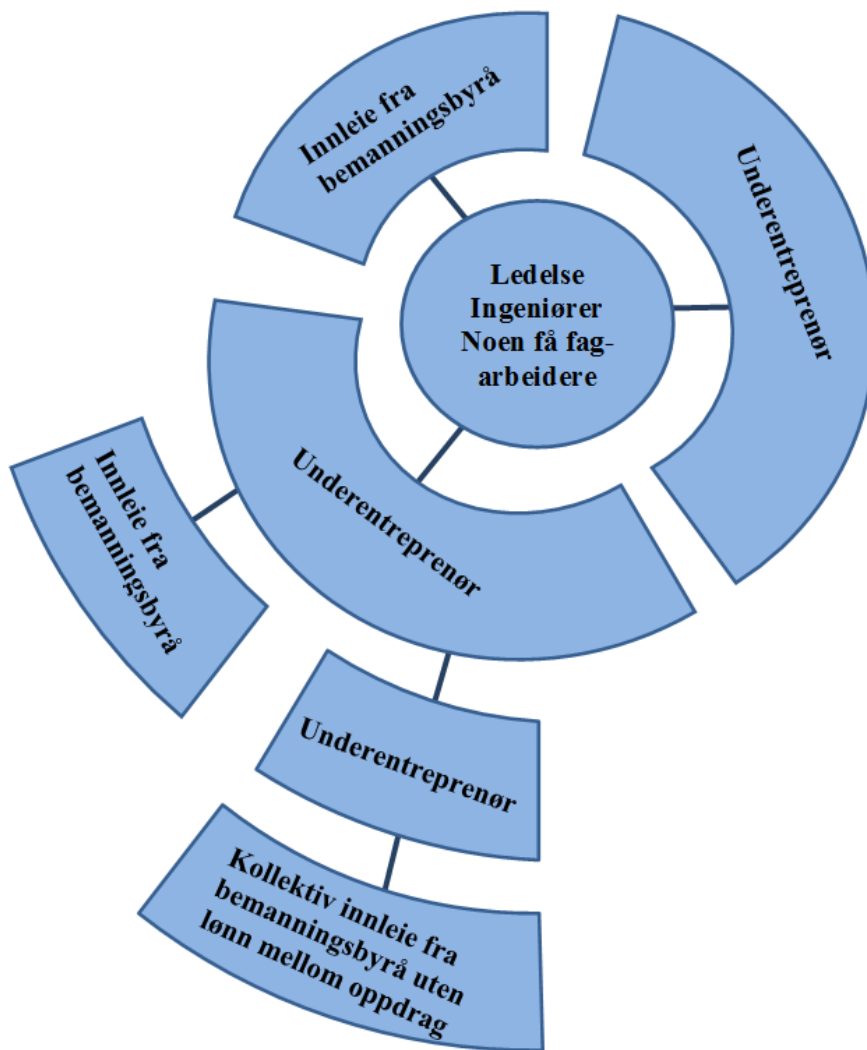 Innleie fra
bemanningsbyrå
Underentreprenør
Ledelse
Ingeniører
Noen få fag-
arbeidere
Underentreprenør
Innleie fra
bemanningsbyrå
Underentreprenør
Kollektiv innleie fra
bemanningsbyrå uten
lønn mellom oppdrag